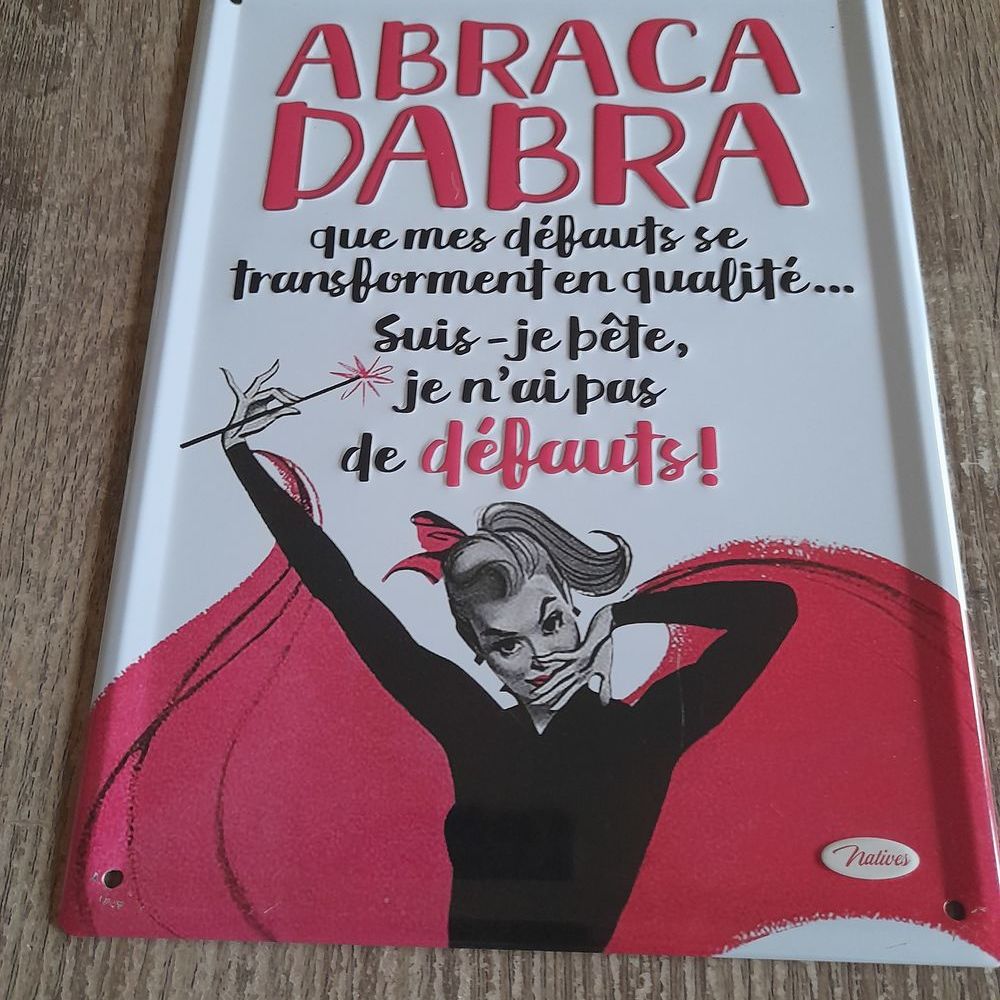 ABRACA
DABRA
que mes défauts se
transforment en qualité...
Suis-je bête,
je n'ai pas
de défauts!
Natives